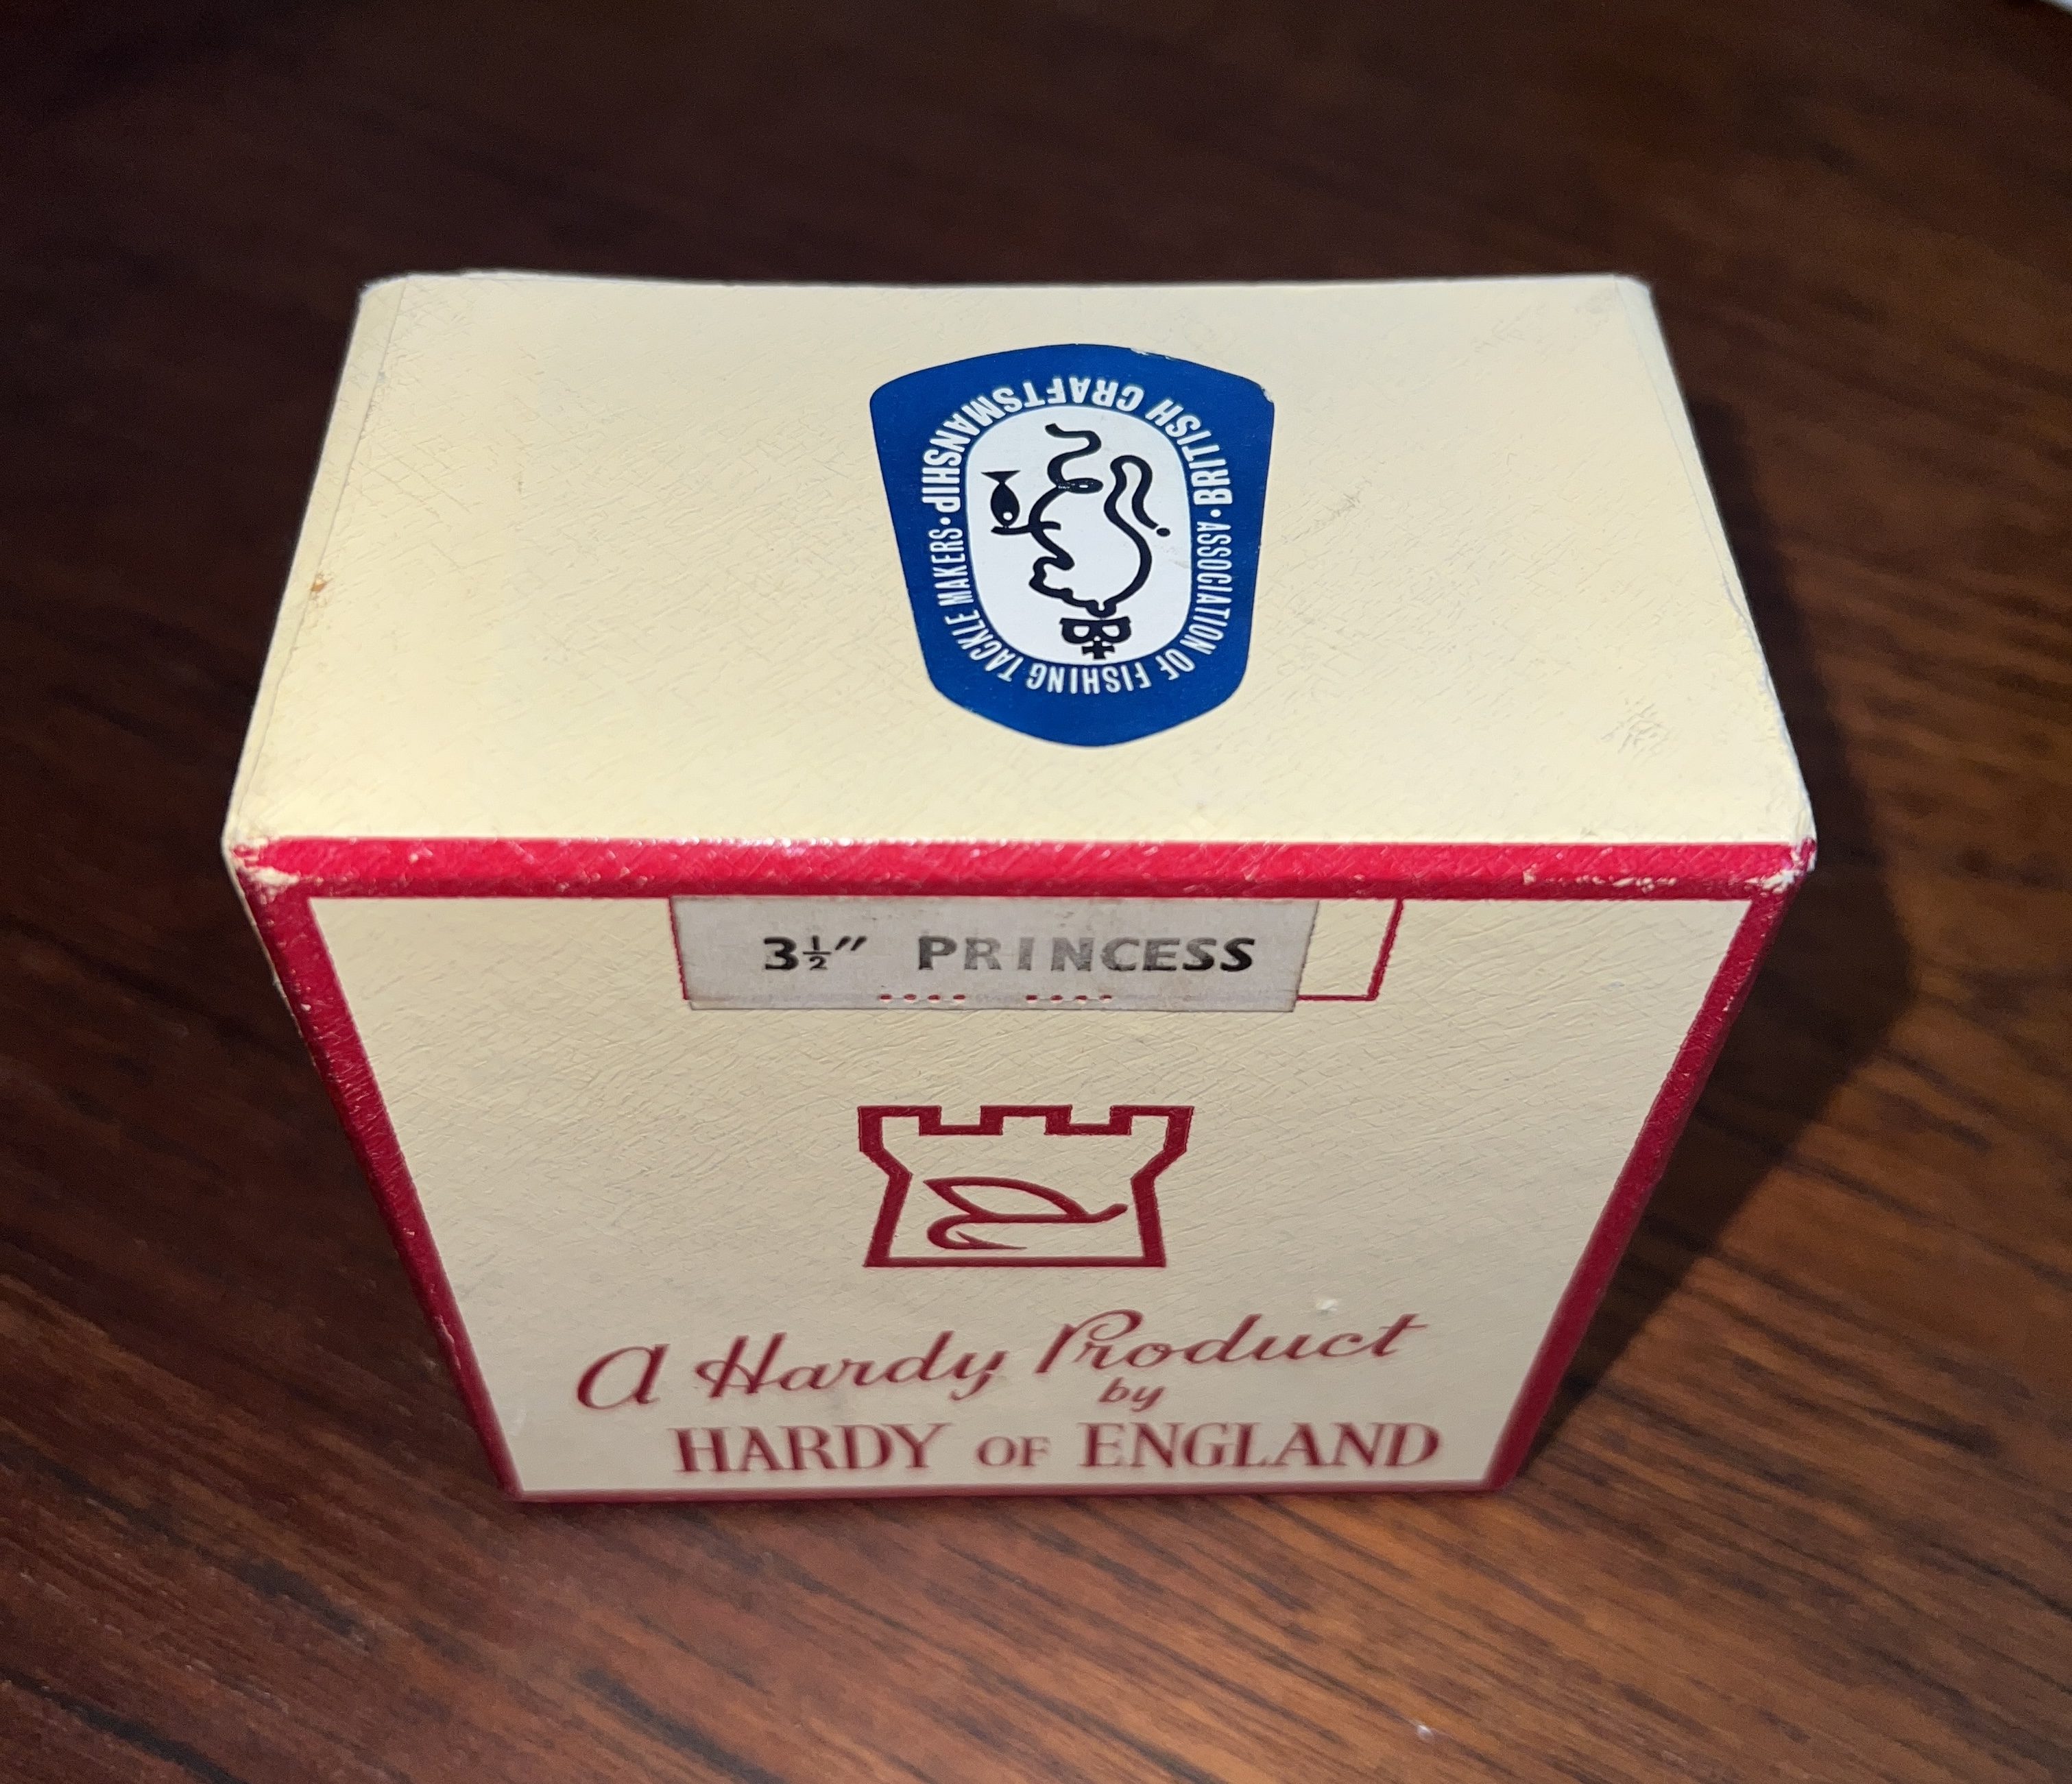 BRITISH CRAFTSMANSHIP
· ASSOCIATION OF FISHING TACKLE MAKERS ·
3½″ PRINCESS
A Hardy Product
by
HARDY OF ENGLAND